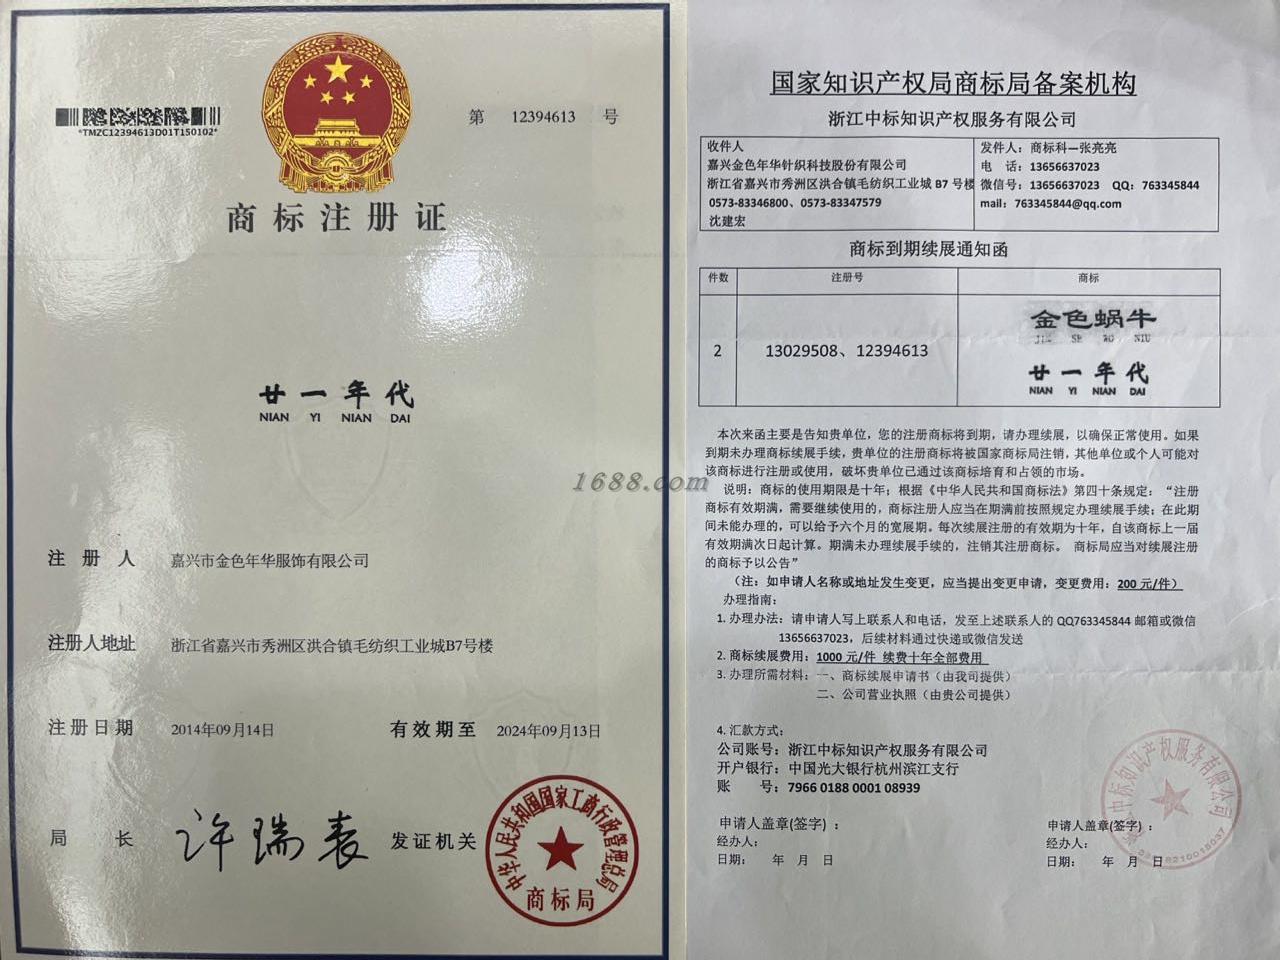 *TMZC12394613D01T150102*
第 12394613 号
商标注册证
廿一年代
NIAN YI NIAN DAI
注册人 嘉兴市金色年华服饰有限公司
注册人地址 浙江省嘉兴市秀洲区洪合镇毛纺织工业城B7号楼
注册日期 2014年09月14日 有效期至 2024年09月13日
局长 许瑞表 发证机关
中华人民共和国国家工商行政管理总局
商标局
1688.com
国家知识产权局商标局备案机构
浙江中标知识产权服务有限公司
收件人
嘉兴金色年华针织科技股份有限公司
浙江省嘉兴市秀洲区洪合镇毛纺织工业城 B7 号楼
0573-83346800、0573-83347579
沈建宏
发件人：商标科—张亮亮
电 话：13656637023
微信号：13656637023 QQ：763345844
mail：763345844@qq.com
商标到期续展通知函
件数 注册号 商标
2 13029508、12394613
金色蜗牛
JIN SE WO NIU
廿一年代
NIAN YI NIAN DAI
本次来函主要是告知贵单位，您的注册商标将到期，请办理续展，以确保正常使用。如果
到期未办理商标续展手续，贵单位的注册商标将被国家商标局注销，其他单位或个人可能对
该商标进行注册或使用，破坏贵单位已通过该商标培育和占领的市场。
说明：商标的使用期限是十年；根据《中华人民共和国商标法》第四十条规定：“注册
商标有效期满，需要继续使用的，商标注册人应当在期满前按照规定办理续展手续；在此期
间未能办理的，可以给予六个月的宽展期。每次续展注册的有效期为十年，自该商标上一届
有效期满次日起计算。期满未办理续展手续的，注销其注册商标。 商标局应当对续展注册
的商标予以公告”
（注：如申请人名称或地址发生变更，应当提出变更申请，变更费用：200 元/件）
办理指南：
1. 办理办法：请申请人写上联系人和电话，发至上述联系人的 QQ763345844 邮箱或微信
13656637023，后续材料通过快递或微信发送
2. 商标续展费用：1000 元/件 续费十年全部费用
3. 办理所需材料：一、商标续展申请书（由我司提供）
二、公司营业执照（由贵公司提供）
4. 汇款方式：
公司账号：浙江中标知识产权服务有限公司
开户银行：中国光大银行杭州滨江支行
账 号：7966 0188 0001 08939
申请人盖章(签字) ：
经办人：
日期： 年 月 日
申请人盖章(签字) ：
经办人：
日期： 年 月 日
中标知识产权服务有限公司